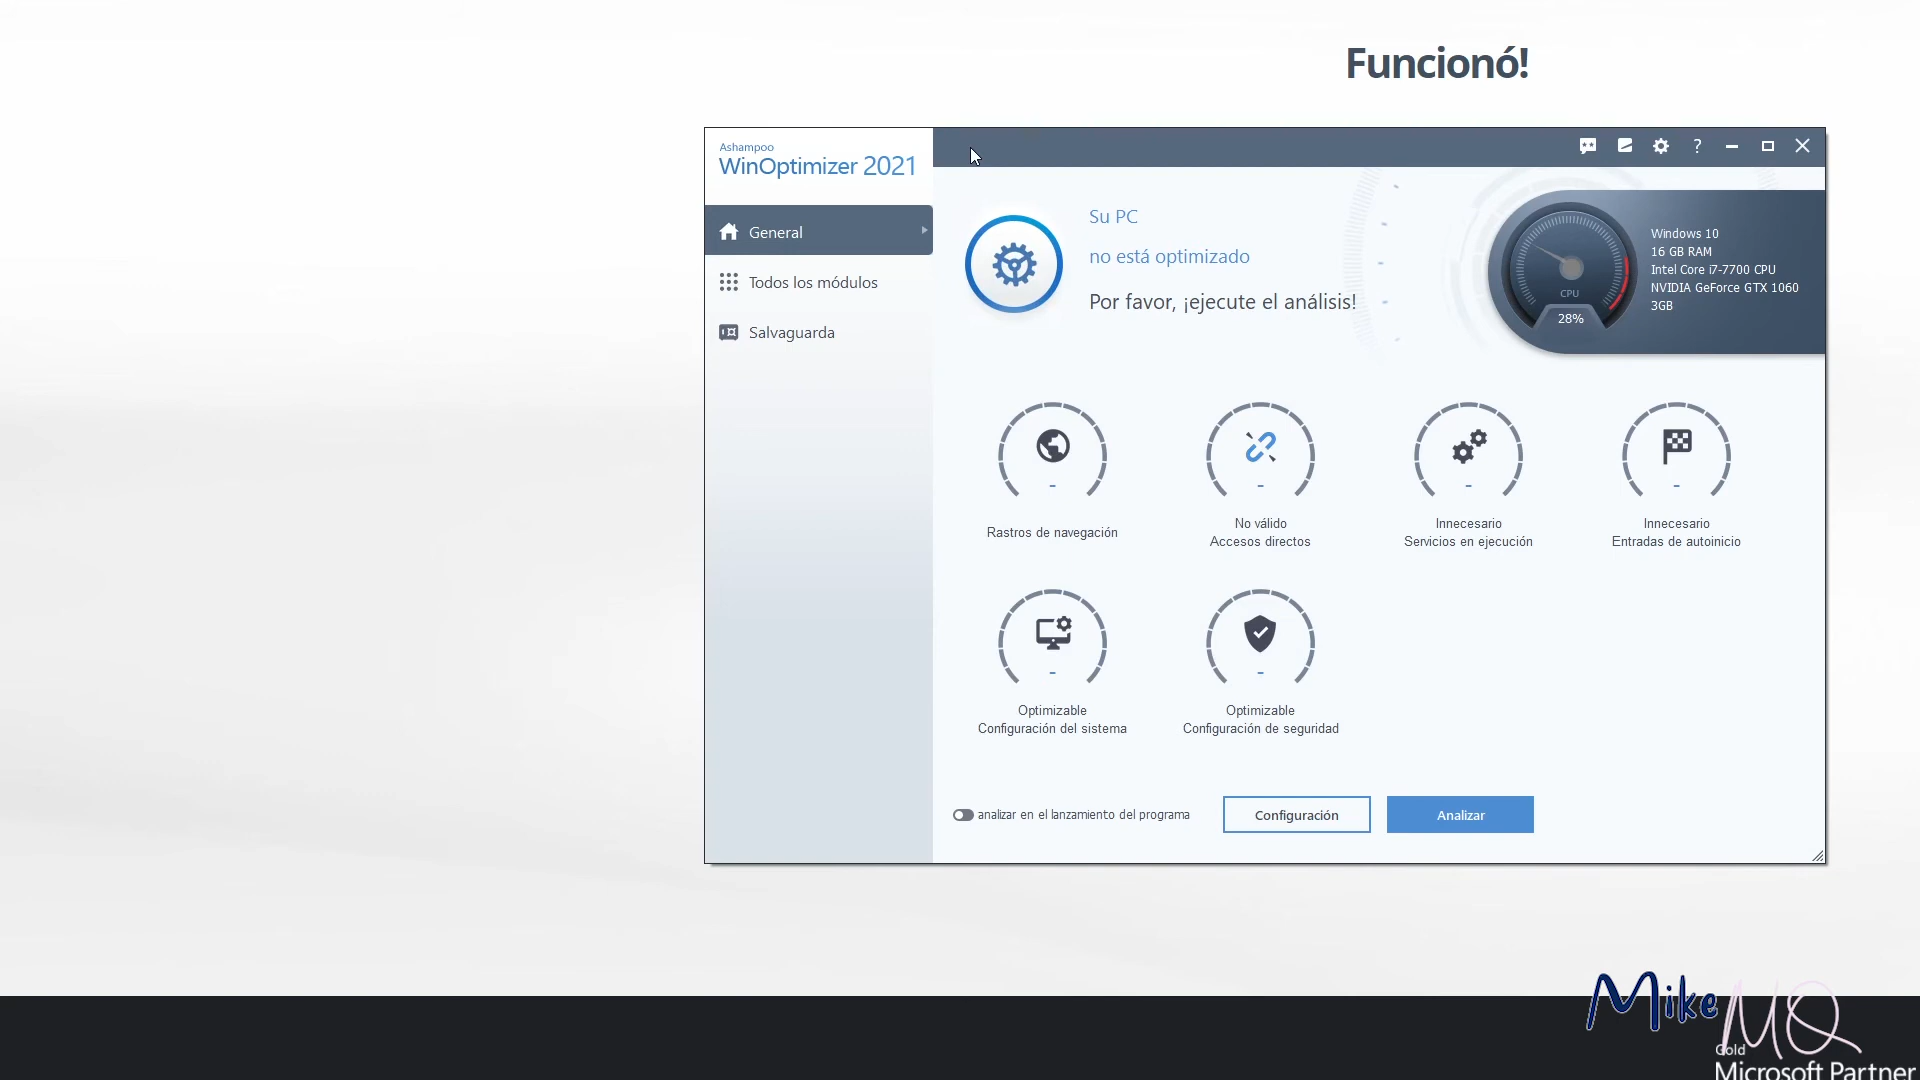 Funcionó!
Ashampoo
WinOptimizer 2021
General
Todos los módulos
Salvaguarda
Su PC
no está optimizado
Por favor, ¡ejecute el análisis!
CPU
28%
Windows 10
16 GB RAM
Intel Core i7-7700 CPU
NVIDIA GeForce GTX 1060
3GB
Rastros de navegación
No válido
Accesos directos
Innecesario
Servicios en ejecución
Innecesario
Entradas de autoinicio
Optimizable
Configuración del sistema
Optimizable
Configuración de seguridad
analizar en el lanzamiento del programa
Configuración
Analizar
Mike MQ
Gold
Microsoft Partner